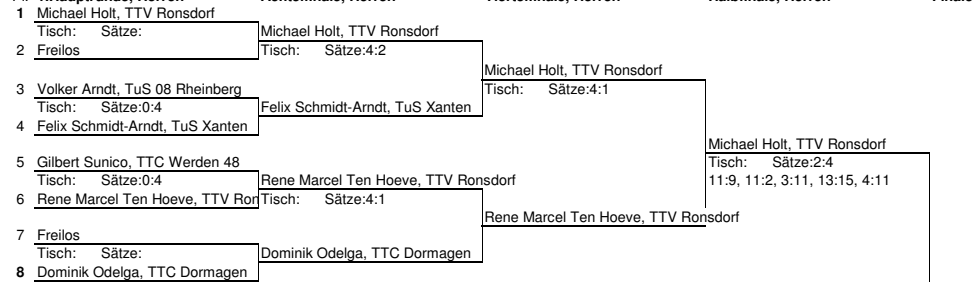 1 Michael Holt, TTV Ronsdorf
Tisch: Sätze:
Michael Holt, TTV Ronsdorf
2 Freilos
Tisch: Sätze:4:2
Michael Holt, TTV Ronsdorf
3 Volker Arndt, TuS 08 Rheinberg
Tisch: Sätze:4:1
Tisch: Sätze:0:4
Felix Schmidt-Arndt, TuS Xanten
4 Felix Schmidt-Arndt, TuS Xanten
Michael Holt, TTV Ronsdorf
5 Gilbert Sunico, TTC Werden 48
Tisch: Sätze:2:4
Tisch: Sätze:0:4
Rene Marcel Ten Hoeve, TTV Ronsdorf
11:9, 11:2, 3:11, 13:15, 4:11
6 Rene Marcel Ten Hoeve, TTV Ron
Tisch: Sätze:4:1
Rene Marcel Ten Hoeve, TTV Ronsdorf
7 Freilos
Tisch: Sätze:
Dominik Odelga, TTC Dormagen
8 Dominik Odelga, TTC Dormagen